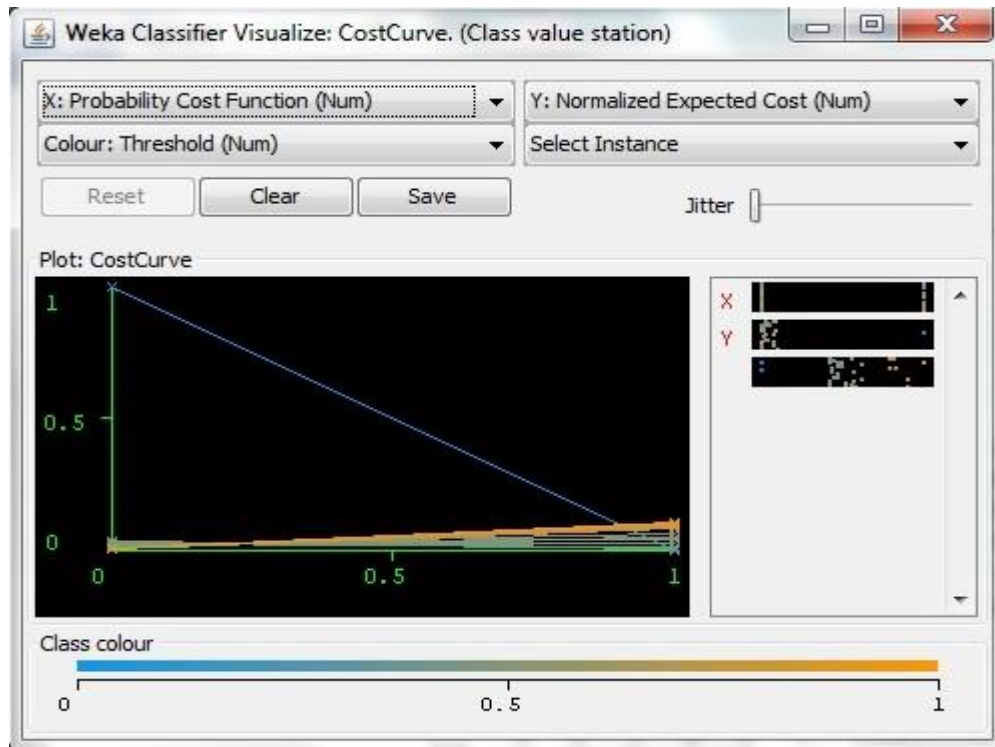 Weka Classifier Visualize: CostCurve. (Class value station)
X: Probability Cost Function (Num)
Y: Normalized Expected Cost (Num)
Colour: Threshold (Num)
Select Instance
Reset
Clear
Save
Jitter
Plot: CostCurve
1
0.5
0
0
0.5
1
X
Y
Class colour
0
0.5
1